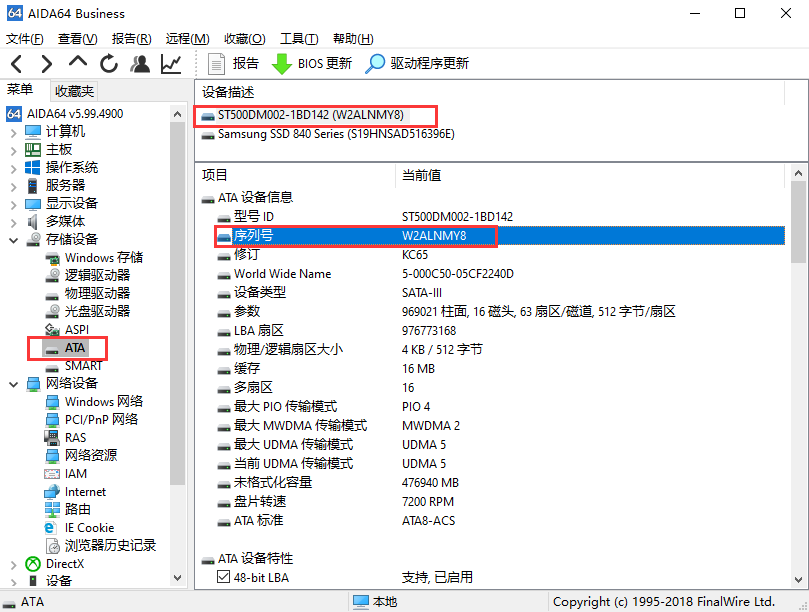 64 AIDA64 Business
文件(F) 查看(V) 报告(R) 远程(M) 收藏(O) 工具(T) 帮助(H)
报告 BIOS 更新 驱动程序更新
菜单 收藏夹
64 AIDA64 v5.99.4900
计算机
主板
操作系统
服务器
显示设备
多媒体
存储设备
Windows 存储
逻辑驱动器
物理驱动器
光盘驱动器
ASPI
ATA
SMART
网络设备
Windows 网络
PCI/PnP 网络
RAS
网络资源
IAM
Internet
路由
IE Cookie
浏览器历史记录
DirectX
设备
设备描述
ST500DM002-1BD142 (W2ALNMY8)
Samsung SSD 840 Series (S19HNSAD516396E)
项目 当前值
ATA 设备信息
型号 ID ST500DM002-1BD142
序列号 W2ALNMY8
修订 KC65
World Wide Name 5-000C50-05CF2240D
设备类型 SATA-III
参数 969021 柱面, 16 磁头, 63 扇区/磁道, 512 字节/扇区
LBA 扇区 976773168
物理/逻辑扇区大小 4 KB / 512 字节
缓存 16 MB
多扇区 16
最大 PIO 传输模式 PIO 4
最大 MWDMA 传输模式 MWDMA 2
最大 UDMA 传输模式 UDMA 5
当前 UDMA 传输模式 UDMA 5
未格式化容量 476940 MB
盘片转速 7200 RPM
ATA 标准 ATA8-ACS
ATA 设备特性
48-bit LBA 支持, 已启用
ATA 本地 Copyright (c) 1995-2018 FinalWire Ltd.